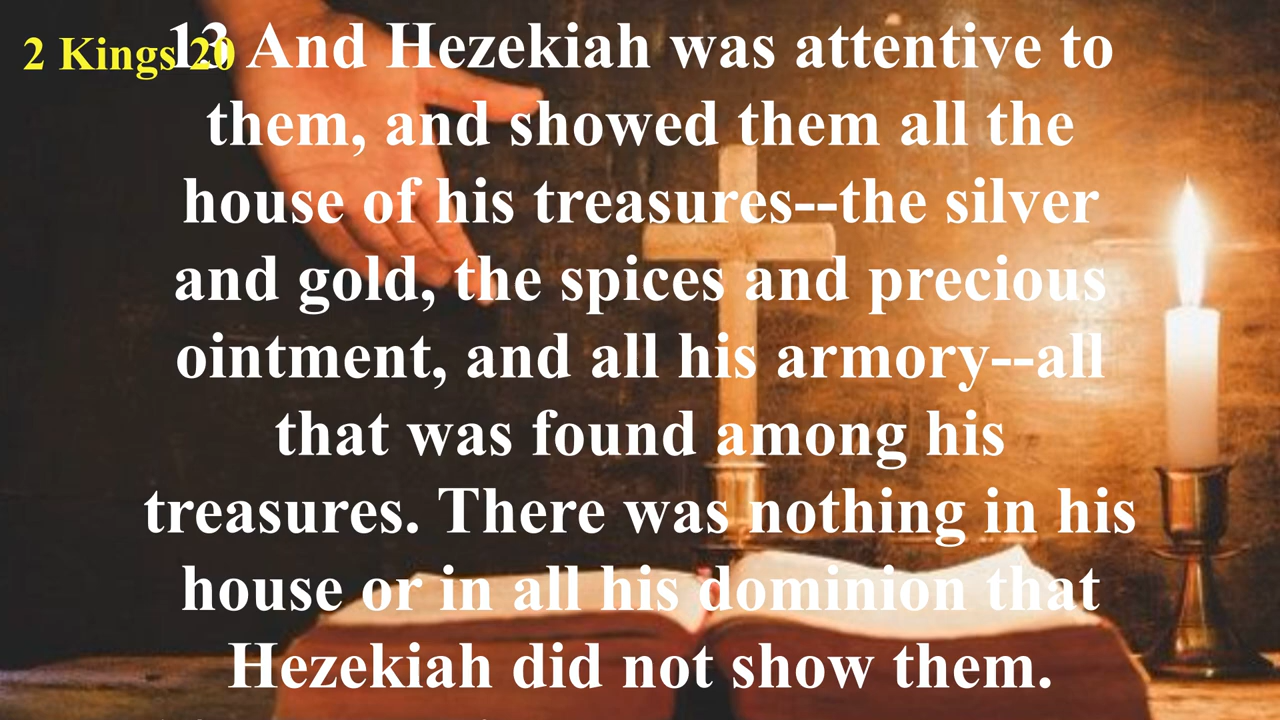 2 Kings 20
13 And Hezekiah was attentive to
them, and showed them all the
house of his treasures--the silver
and gold, the spices and precious
ointment, and all his armory--all
that was found among his
treasures. There was nothing in his
house or in all his dominion that
Hezekiah did not show them.